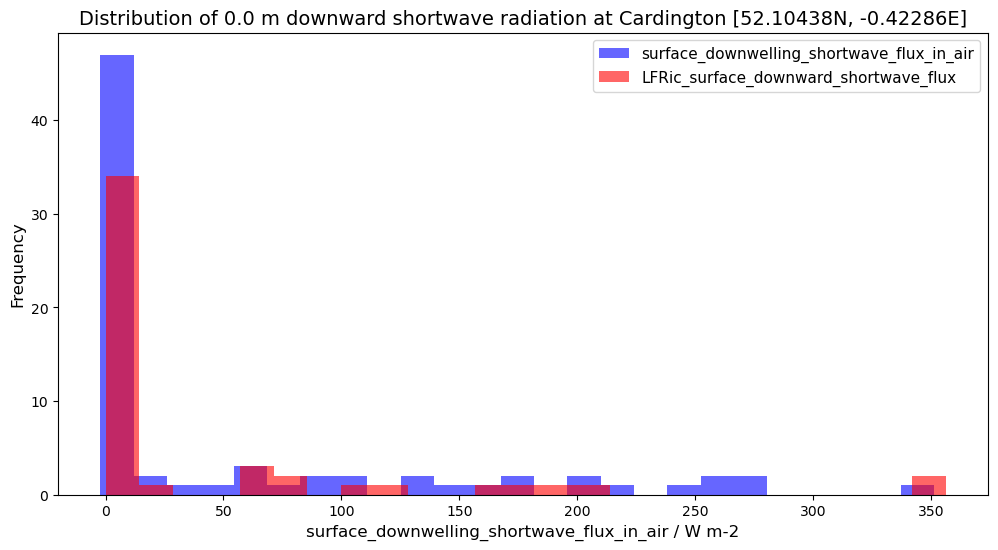 Distribution of 0.0 m downward shortwave radiation at Cardington [52.10438N, -0.42286E]
surface_downwelling_shortwave_flux_in_air
LFRic_surface_downward_shortwave_flux
Frequency
40
30
20
10
0
0 50 100 150 200 250 300 350
surface_downwelling_shortwave_flux_in_air / W m-2